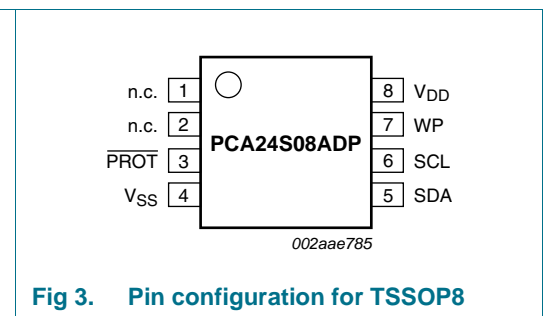 n.c. 1 8 VDD
n.c. 2 7 WP
PCA24S08ADP
PROT 3 6 SCL
VSS 4 5 SDA
002aae785
Fig 3. Pin configuration for TSSOP8